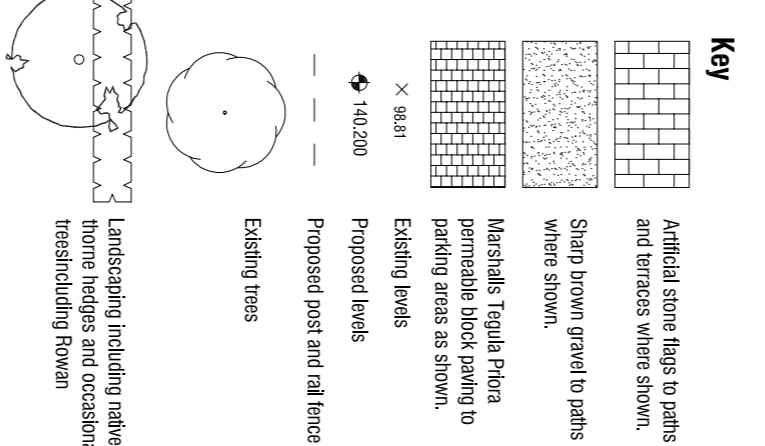 Key
Artificial stone flags to paths
and terraces where shown.
Sharp brown gravel to paths
where shown.
Marshalls Tegula Priora
permeable block paving to
parking areas as shown.
98.81
Existing levels
140.200
Proposed levels
Proposed post and rail fence
Existing trees
Landscaping including native
thorne hedges and occasiona
treesincluding Rowan